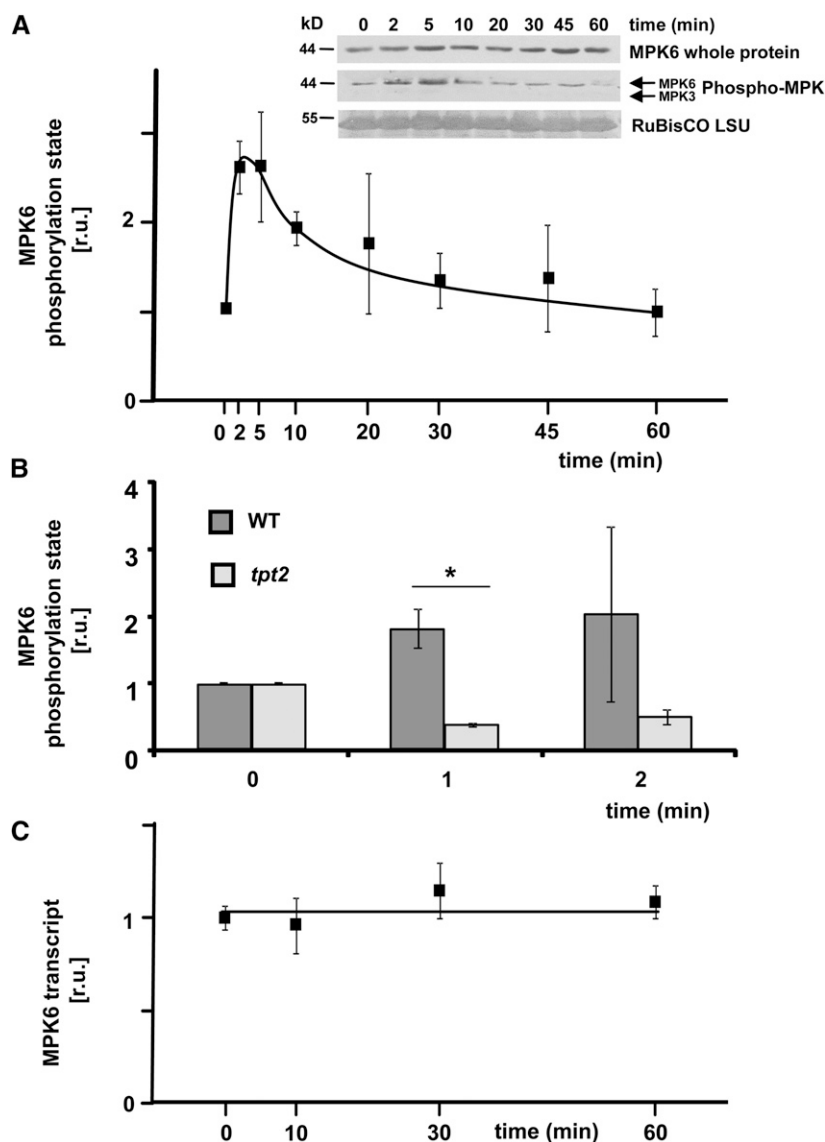 A
kD 0 2 5 10 20 30 45 60 time (min)
44 MPK6 whole protein
44 MPK6 Phospho-MPK
MPK3
55 RuBisCO LSU
MPK6
phosphorylation state
[r.u.]
2
0
0 2 5 10 20 30 45 60
time (min)
B
4
3
2
1
0
WT
tpt2
*
MPK6
phosphorylation state
[r.u.]
0 1 2
time (min)
C
MPK6 transcript
[r.u.]
1
0
0 10 30 time (min) 60